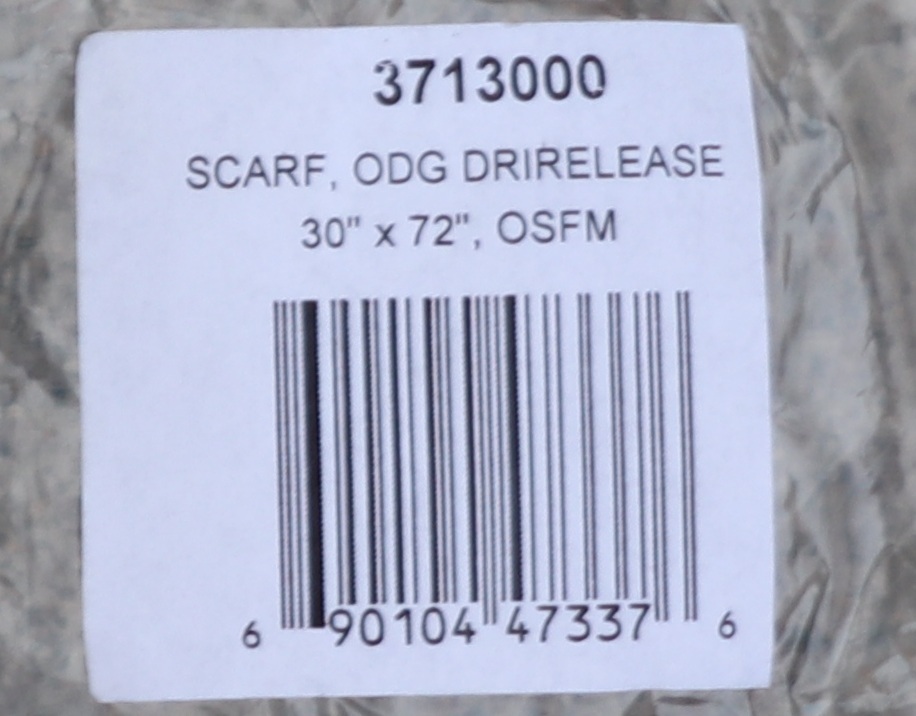 3713000
SCARF, ODG DRIRELEASE
30" x 72", OSFM
6 90104 47337 6